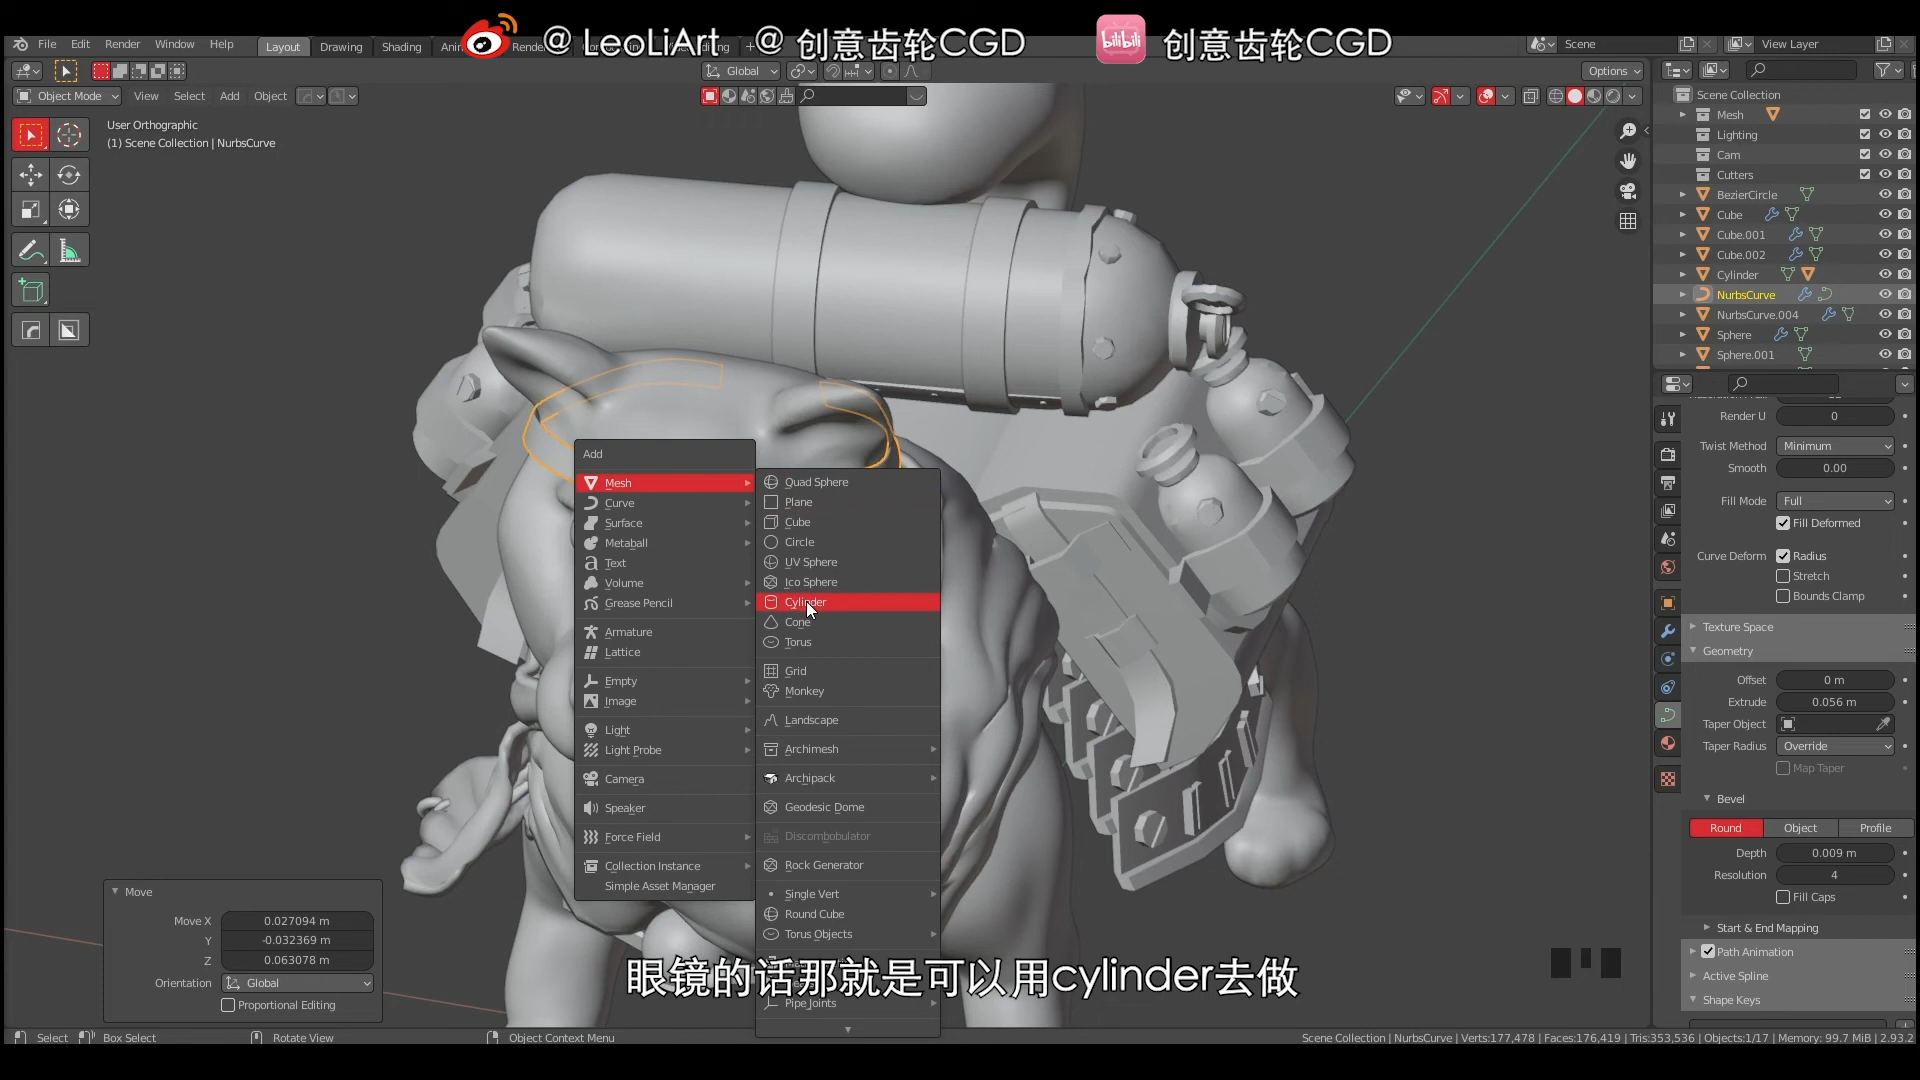 @ LeoLiArt @ 创意齿轮CGD bilibili 创意齿轮CGD
File Edit Render Window Help Layout Drawing Shading
Scene View Layer
Global Options
Object Mode View Select Add Object
User Orthographic
(1) Scene Collection | NurbsCurve
Scene Collection
Mesh
Lighting
Cam
Cutters
BezierCircle
Cube
Cube.001
Cube.002
Cylinder
NurbsCurve
NurbsCurve.004
Sphere
Sphere.001
Render U 0
Twist Method Minimum
Smooth 0.00
Fill Mode Full
Fill Deformed
Curve Deform Radius
Stretch
Bounds Clamp
Texture Space
Geometry
Offset 0 m
Extrude 0.056 m
Taper Object
Taper Radius Override
Map Taper
Bevel
Round Object Profile
Depth 0.009 m
Resolution 4
Fill Caps
Start & End Mapping
Path Animation
Active Spline
Shape Keys
Add
Mesh
Curve
Surface
Metaball
Text
Volume
Grease Pencil
Armature
Lattice
Empty
Image
Light
Light Probe
Camera
Speaker
Force Field
Collection Instance
Simple Asset Manager
Quad Sphere
Plane
Cube
Circle
UV Sphere
Ico Sphere
Cylinder
Cone
Torus
Grid
Monkey
Landscape
Archimesh
Archipack
Geodesic Dome
Discombobulator
Rock Generator
Single Vert
Round Cube
Torus Objects
Pipe Joints
Move
Move X 0.027094 m
Y -0.032369 m
Z 0.063078 m
Orientation Global
Proportional Editing
眼镜的话那就是可以用cylinder去做
Select Box Select Rotate View Object Context Menu
Scene Collection | NurbsCurve | Verts:177,478 | Faces:176,419 | Tris:353,536 | Objects:1/17 | Memory: 99.7 MiB | 2.93.2